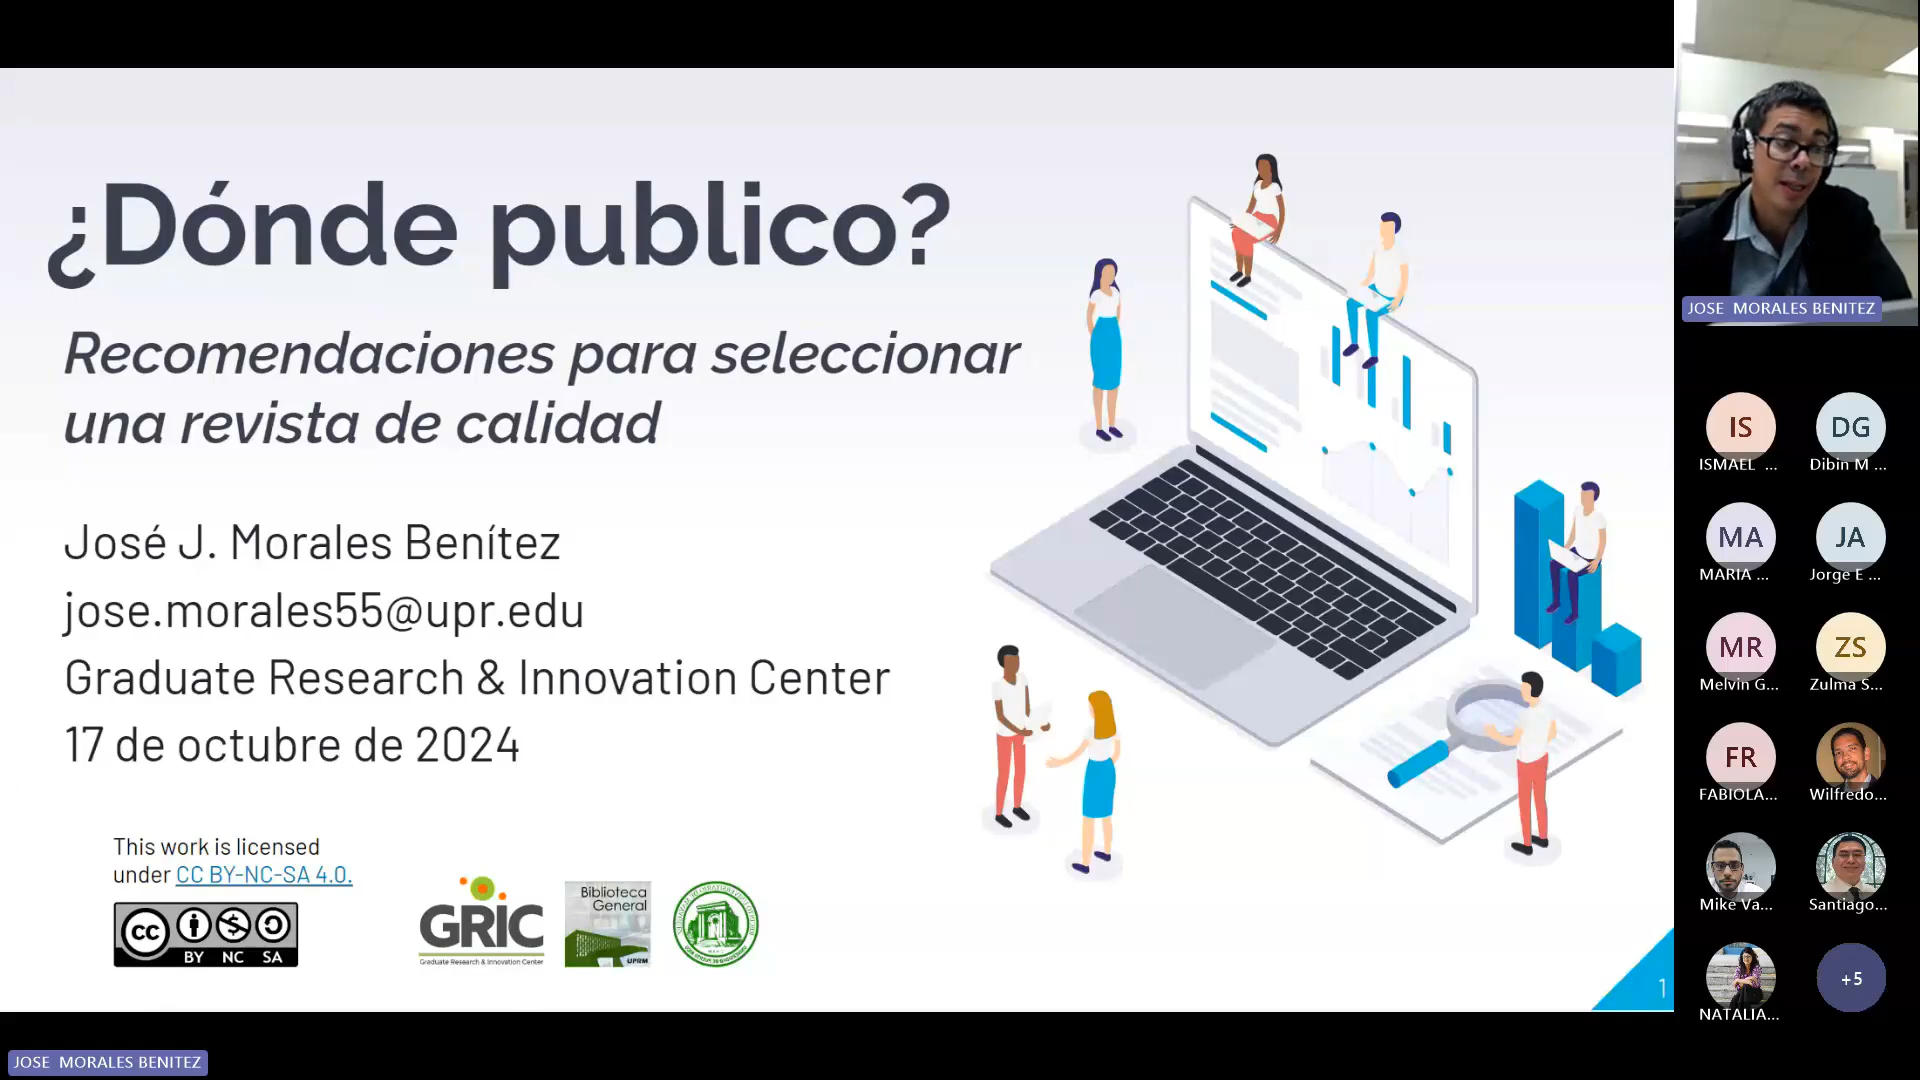 ¿Dónde publico?
Recomendaciones para seleccionar
una revista de calidad
José J. Morales Benítez
jose.morales55@upr.edu
Graduate Research & Innovation Center
17 de octubre de 2024
This work is licensed
under CC BY-NC-SA 4.0.
cc
BY NC SA
GRIC
Graduate Research & Innovation Center
Biblioteca
General
UPRM
1
JOSE MORALES BENITEZ
JOSE MORALES BENITEZ
IS
ISMAEL ...
DG
Dibin M ...
MA
MARIA ...
JA
Jorge E ...
MR
Melvin G...
ZS
Zulma S...
FR
FABIOLA...
Wilfredo...
Mike Va...
Santiago...
NATALIA...
+5